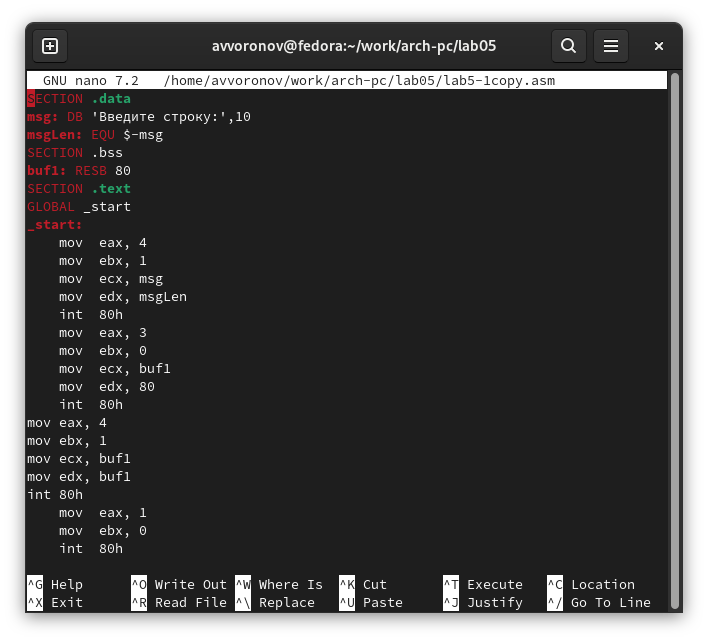 avvoronov@fedora:~/work/arch-pc/lab05
GNU nano 7.2   /home/avvoronov/work/arch-pc/lab05/lab5-1copy.asm
SECTION .data
msg: DB 'Введите строку:',10
msgLen: EQU $-msg
SECTION .bss
buf1: RESB 80
SECTION .text
GLOBAL _start
_start:
    mov  eax, 4
    mov  ebx, 1
    mov  ecx, msg
    mov  edx, msgLen
    int  80h
    mov  eax, 3
    mov  ebx, 0
    mov  ecx, buf1
    mov  edx, 80
    int  80h
mov eax, 4
mov ebx, 1
mov ecx, buf1
mov edx, buf1
int 80h
    mov  eax, 1
    mov  ebx, 0
    int  80h
^G Help      ^O Write Out ^W Where Is  ^K Cut       ^T Execute   ^C Location
^X Exit      ^R Read File ^\ Replace   ^U Paste     ^J Justify   ^/ Go To Line